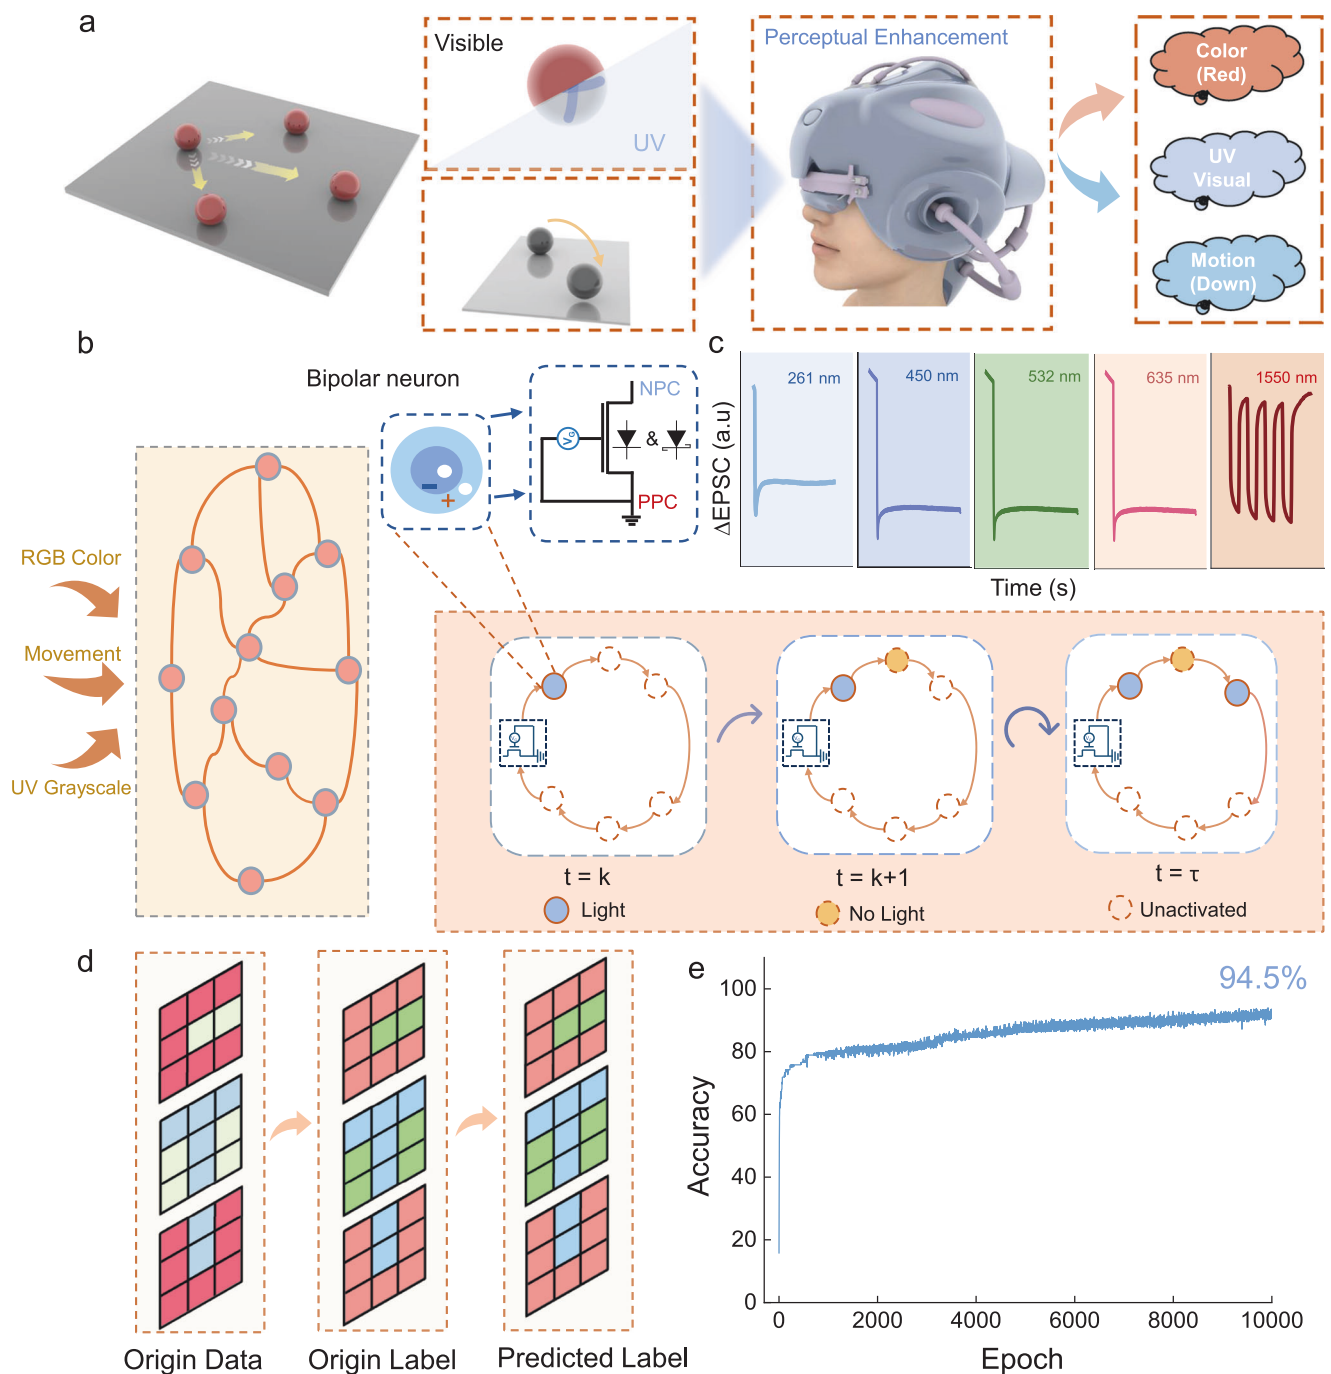 a
Visible
UV
Perceptual Enhancement
Color
(Red)
UV
Visual
Motion
(Down)
b
Bipolar neuron
NPC
V_G
&
PPC
c
ΔEPSC (a.u)
261 nm
450 nm
532 nm
635 nm
1550 nm
Time (s)
RGB Color
Movement
UV Grayscale
t = k
t = k+1
t = τ
Light
No Light
Unactivated
d
Origin Data
Origin Label
Predicted Label
e
94.5%
Accuracy
100
80
60
40
20
0
0
2000
4000
6000
8000
10000
Epoch